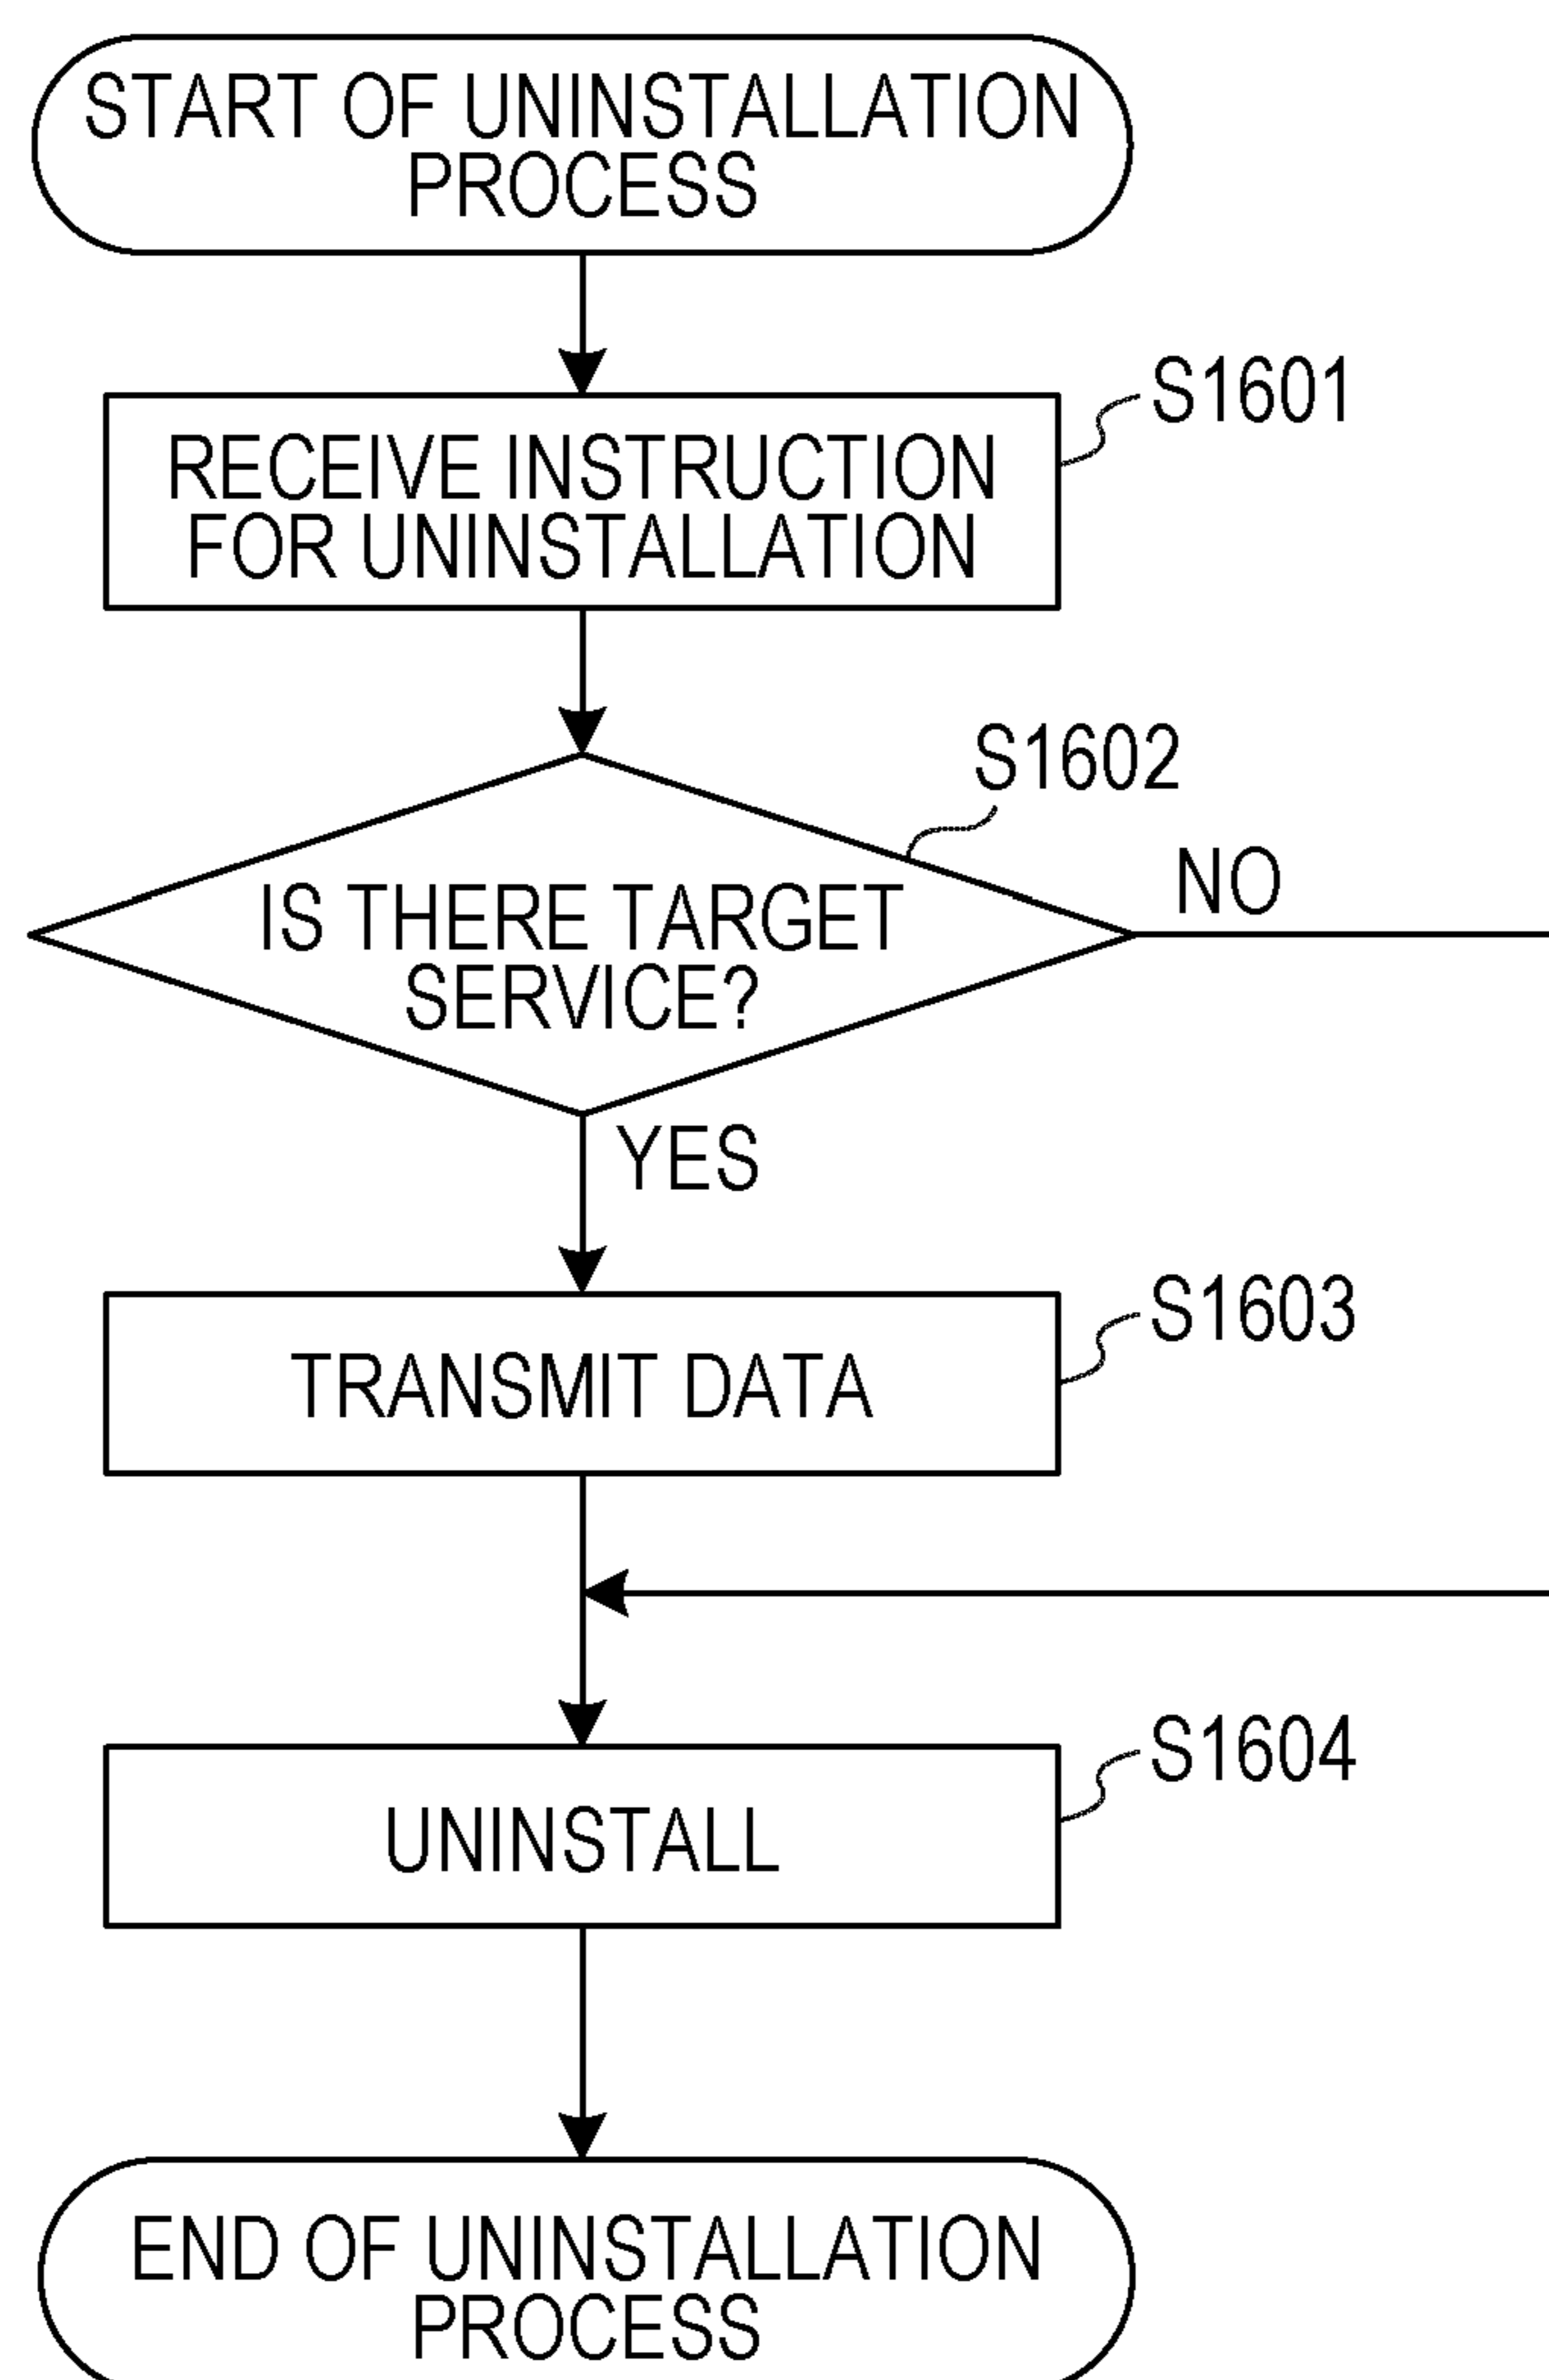 START OF UNINSTALLATION
PROCESS
S1601
RECEIVE INSTRUCTION
FOR UNINSTALLATION
S1602
NO
IS THERE TARGET
SERVICE?
YES
S1603
TRANSMIT DATA
S1604
UNINSTALL
END OF UNINSTALLATION
PROCESS